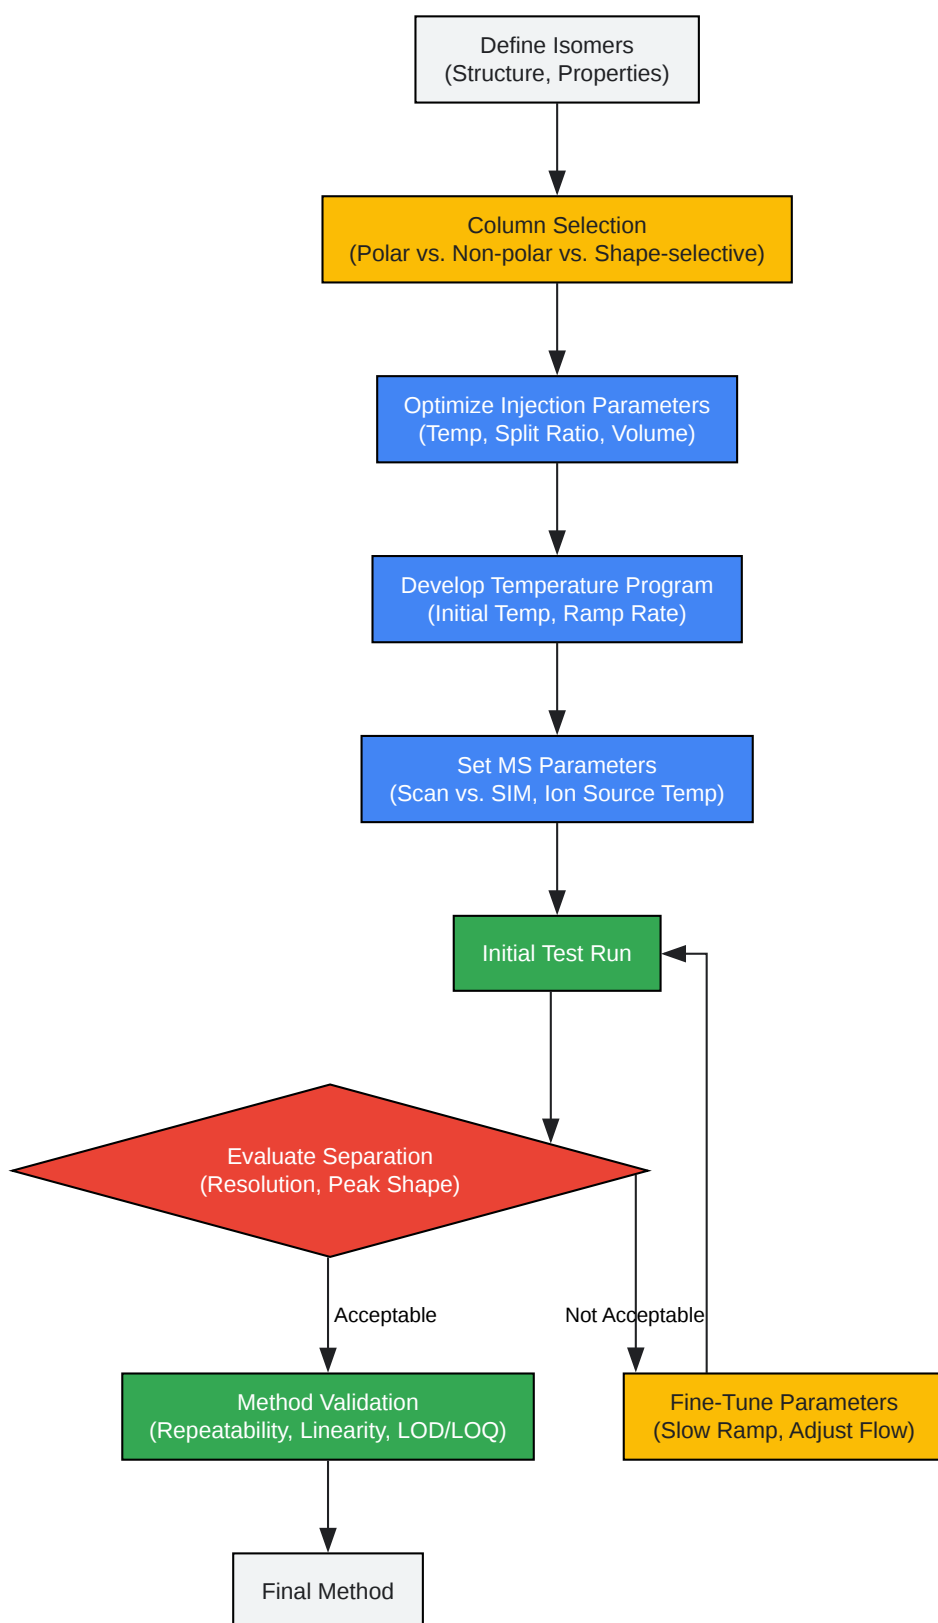 Define Isomers
(Structure, Properties)
Column Selection
(Polar vs. Non-polar vs. Shape-selective)
Optimize Injection Parameters
(Temp, Split Ratio, Volume)
Develop Temperature Program
(Initial Temp, Ramp Rate)
Set MS Parameters
(Scan vs. SIM, Ion Source Temp)
Initial Test Run
Evaluate Separation
(Resolution, Peak Shape)
Acceptable
Not Acceptable
Method Validation
(Repeatability, Linearity, LOD/LOQ)
Fine-Tune Parameters
(Slow Ramp, Adjust Flow)
Final Method